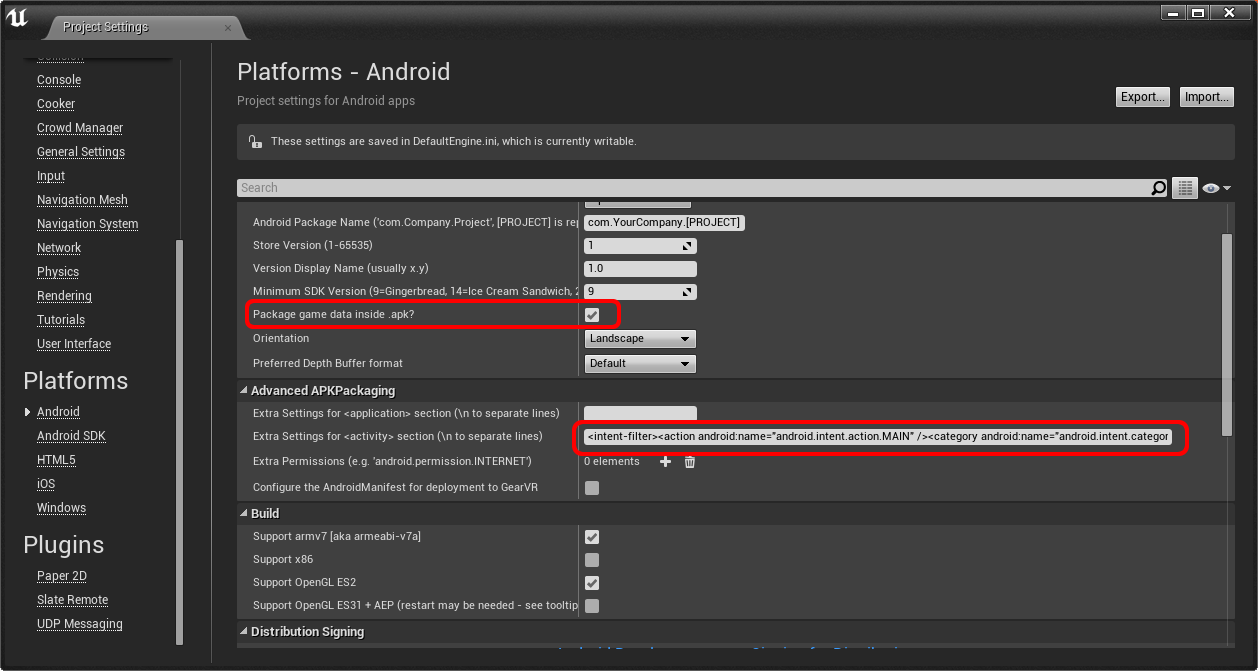 Project Settings
Collision
Console
Cooker
Crowd Manager
General Settings
Input
Navigation Mesh
Navigation System
Network
Physics
Rendering
Tutorials
User Interface
Platforms
Android
Android SDK
HTML5
iOS
Windows
Plugins
Paper 2D
Slate Remote
UDP Messaging
Platforms - Android
Project settings for Android apps
Export...
Import...
These settings are saved in DefaultEngine.ini, which is currently writable.
Search
Android Package Name ('com.Company.Project', [PROJECT] is rep
com.YourCompany.[PROJECT]
Store Version (1-65535)
1
Version Display Name (usually x.y)
1.0
Minimum SDK Version (9=Gingerbread, 14=Ice Cream Sandwich, 2
9
Package game data inside .apk?
Orientation
Landscape
Preferred Depth Buffer format
Default
Advanced APKPackaging
Extra Settings for <application> section (\n to separate lines)
Extra Settings for <activity> section (\n to separate lines)
<intent-filter><action android:name="android.intent.action.MAIN" /><category android:name="android.intent.categor
Extra Permissions (e.g. 'android.permission.INTERNET')
0 elements
Configure the AndroidManifest for deployment to GearVR
Build
Support armv7 [aka armeabi-v7a]
Support x86
Support OpenGL ES2
Support OpenGL ES31 + AEP (restart may be needed - see tooltip
Distribution Signing